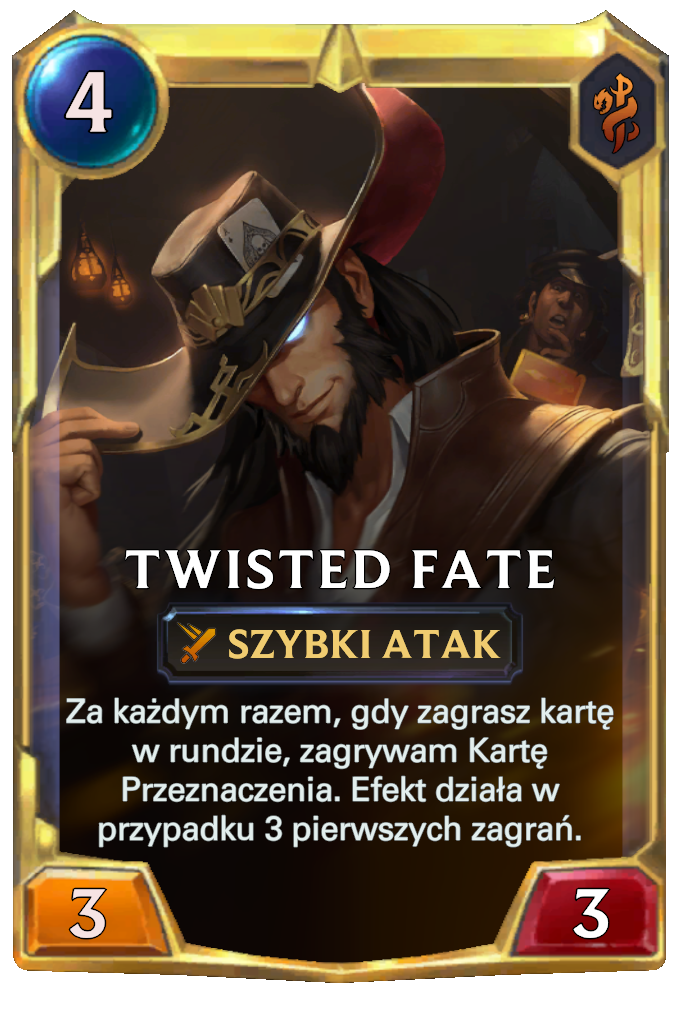 4
TWISTED FATE
SZYBKI ATAK
Za każdym razem, gdy zagrasz kartę
w rundzie, zagrywam Kartę
Przeznaczenia. Efekt działa w
przypadku 3 pierwszych zagrań.
3
3